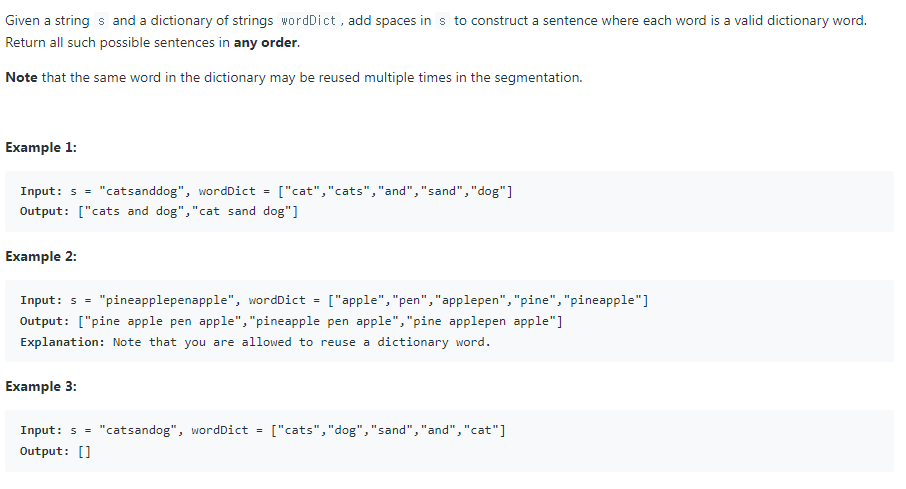 Given a string s and a dictionary of strings wordDict , add spaces in s to construct a sentence where each word is a valid dictionary word.
Return all such possible sentences in any order.
Note that the same word in the dictionary may be reused multiple times in the segmentation.
Example 1:
Input: s = "catsanddog", wordDict = ["cat","cats","and","sand","dog"]
Output: ["cats and dog","cat sand dog"]
Example 2:
Input: s = "pineapplepenapple", wordDict = ["apple","pen","applepen","pine","pineapple"]
Output: ["pine apple pen apple","pineapple pen apple","pine applepen apple"]
Explanation: Note that you are allowed to reuse a dictionary word.
Example 3:
Input: s = "catsandog", wordDict = ["cats","dog","sand","and","cat"]
Output: []